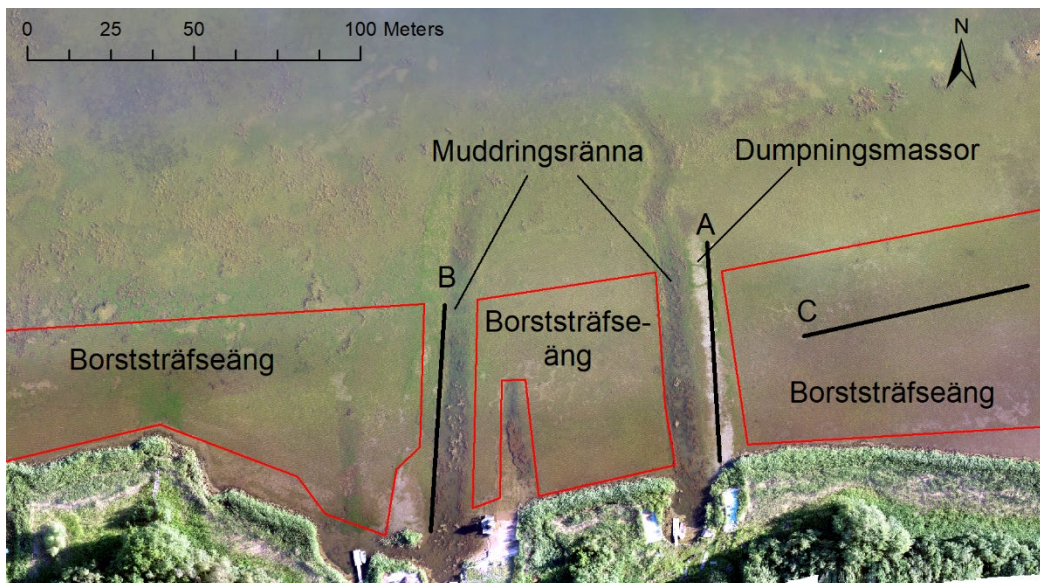 0 25 50 100 Meters
N
Muddringsränna
Dumpningsmassor
A
B
C
Borststräfseäng
Borststräfse-
äng
Borststräfseäng